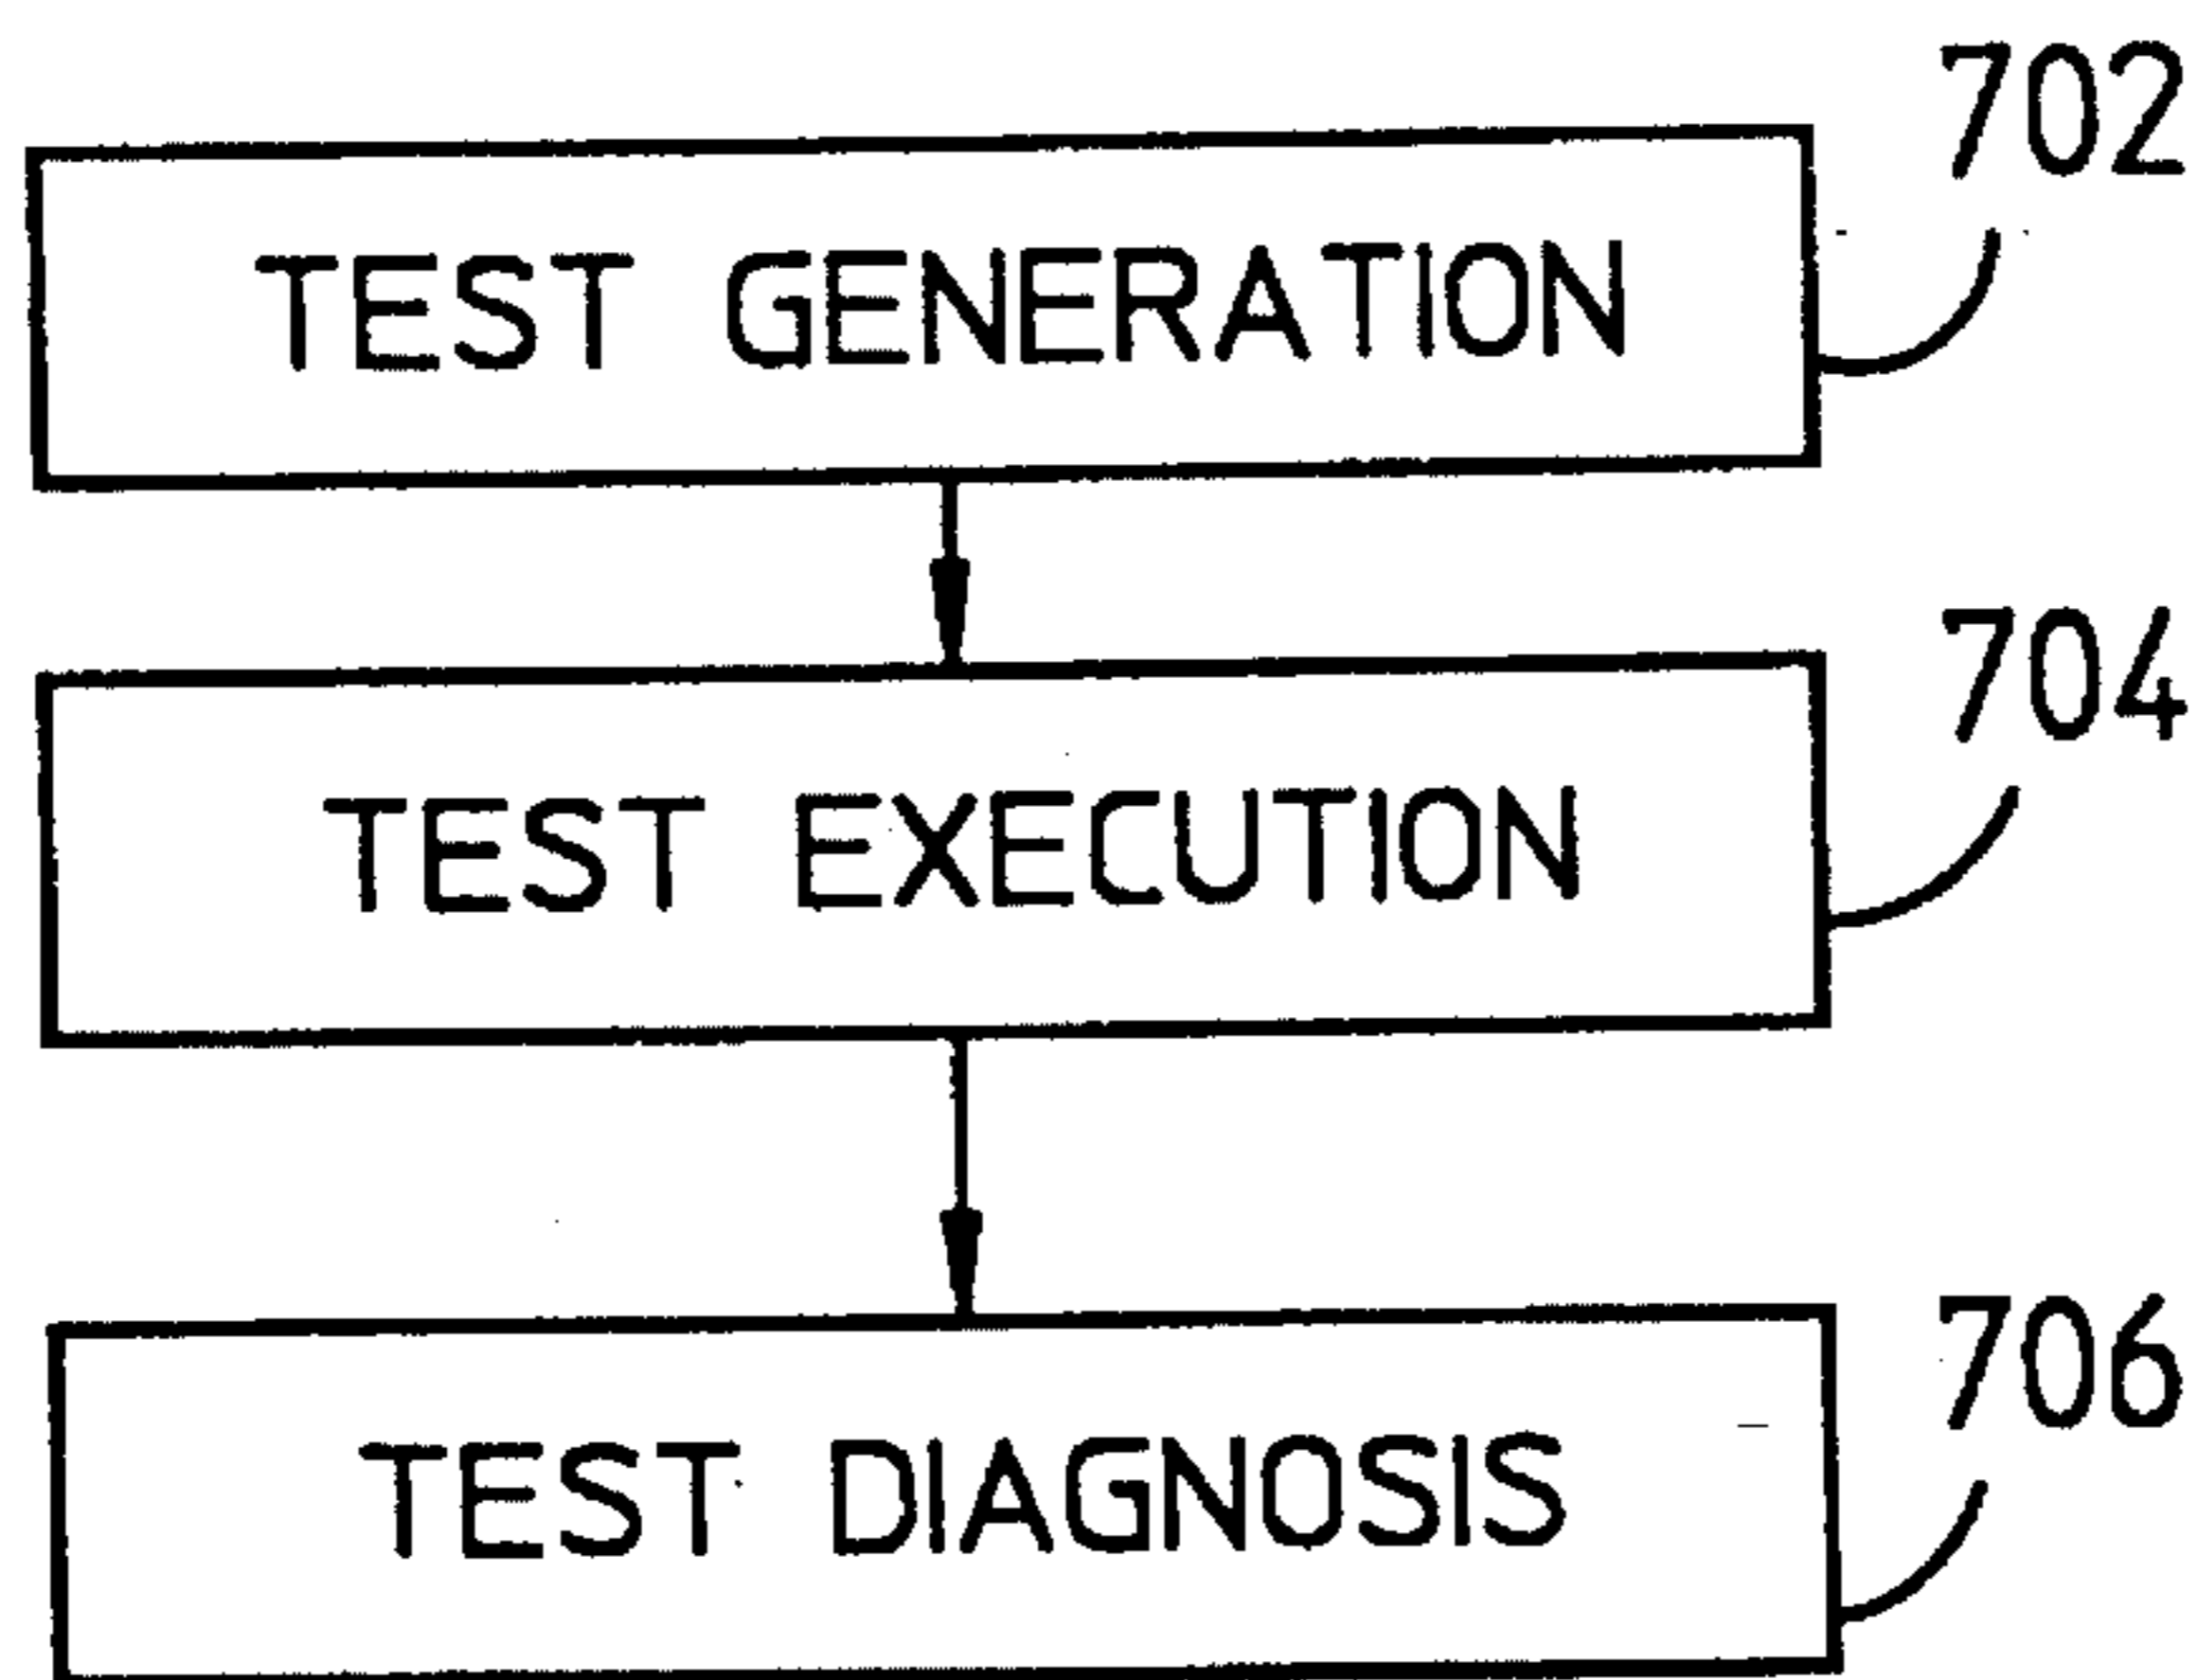 702
TEST GENERATION
704
TEST EXECUTION
706
TEST DIAGNOSIS